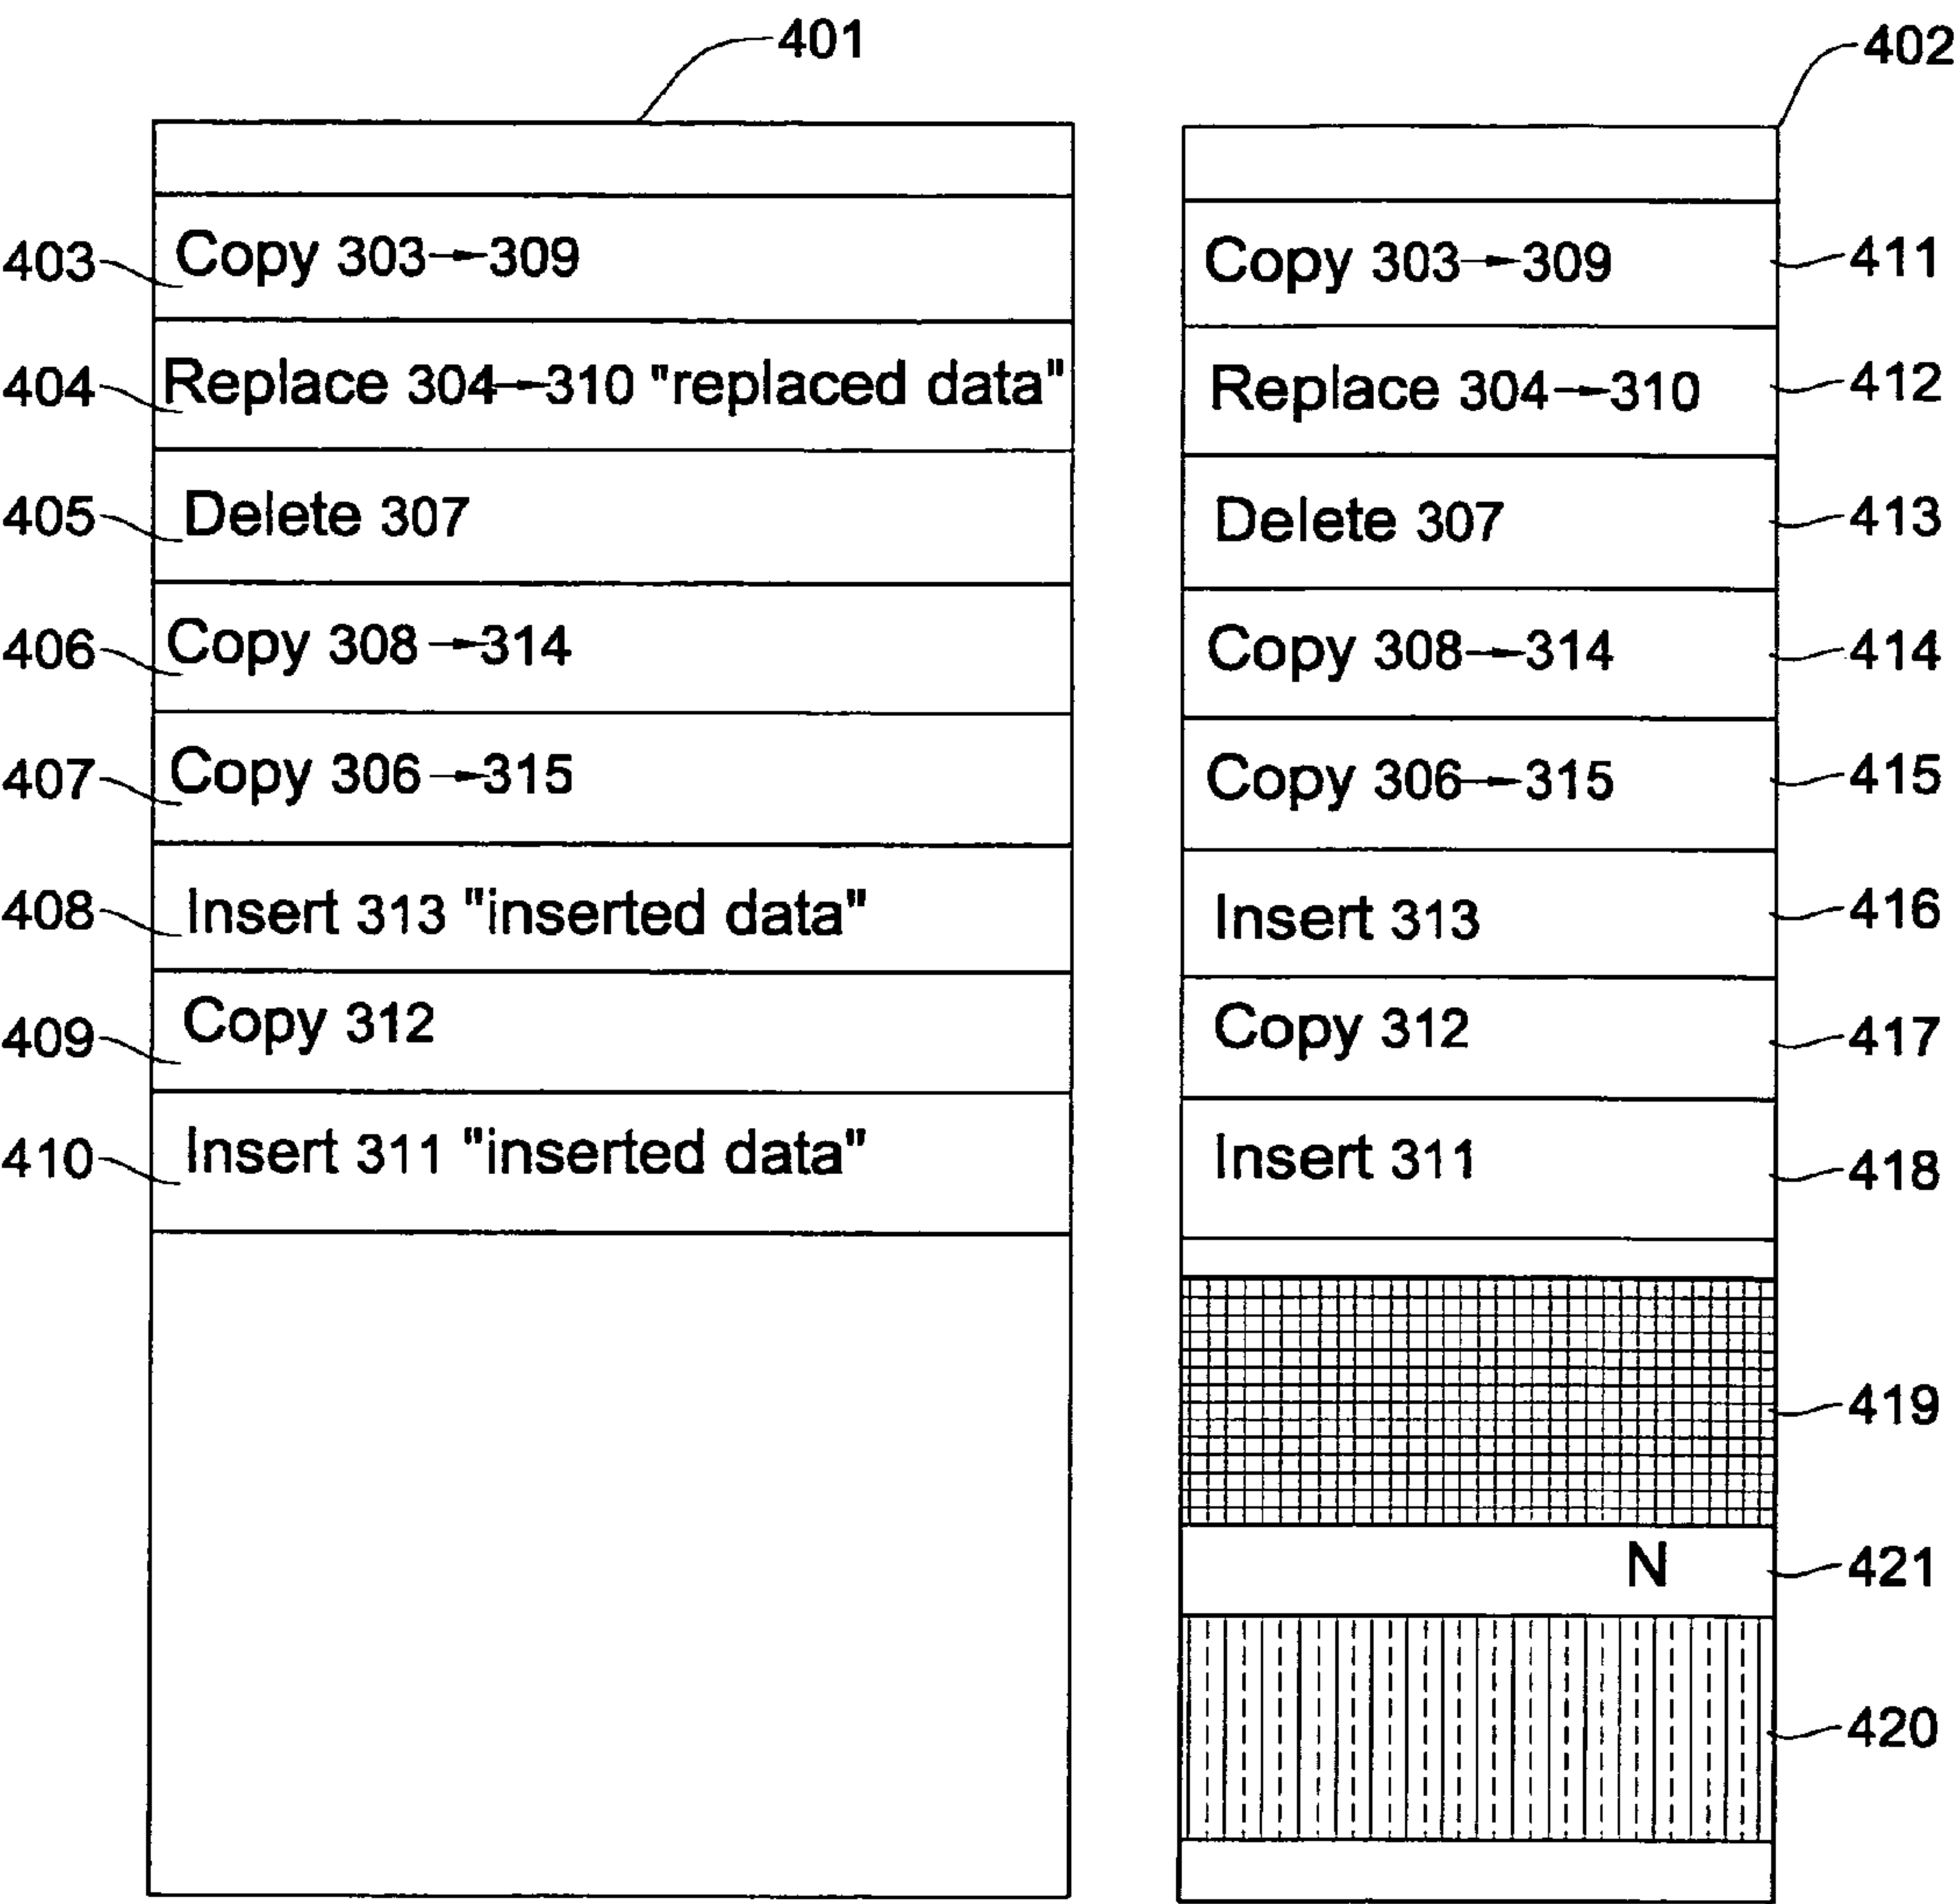 401
402
403 Copy 303→309
404 Replace 304→310 "replaced data"
405 Delete 307
406 Copy 308→314
407 Copy 306→315
408 Insert 313 "inserted data"
409 Copy 312
410 Insert 311 "inserted data"
Copy 303→309 411
Replace 304→310 412
Delete 307 413
Copy 308→314 414
Copy 306→315 415
Insert 313 416
Copy 312 417
Insert 311 418
419
N 421
420